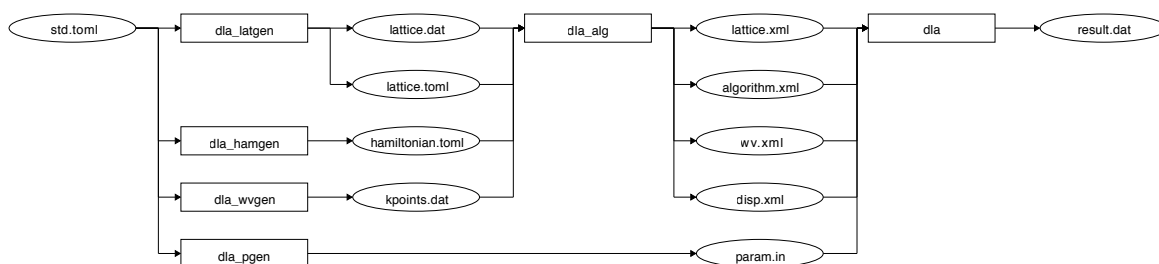 std.toml
dla_latgen
lattice.dat
dla_alg
lattice.xml
dla
result.dat
lattice.toml
algorithm.xml
dla_hamgen
hamiltonian.toml
wv.xml
dla_wvgen
kpoints.dat
disp.xml
dla_pgen
param.in